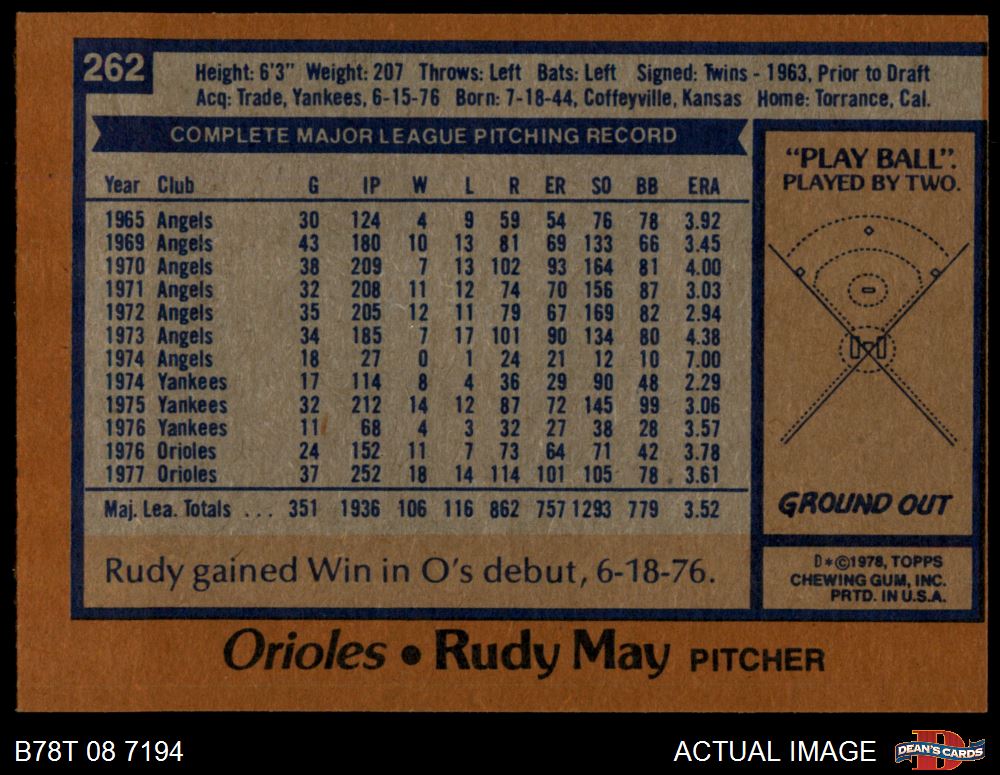 262
Height: 6'3" Weight: 207 Throws: Left Bats: Left Signed: Twins - 1963, Prior to Draft
Acq: Trade, Yankees, 6-15-76 Born: 7-18-44, Coffeyville, Kansas Home: Torrance, Cal.
COMPLETE MAJOR LEAGUE PITCHING RECORD
Year Club G IP W L R ER SO BB ERA
1965 Angels 30 124 4 9 59 54 76 78 3.92
1969 Angels 43 180 10 13 81 69 133 66 3.45
1970 Angels 38 209 7 13 102 93 164 81 4.00
1971 Angels 32 208 11 12 74 70 156 87 3.03
1972 Angels 35 205 12 11 79 67 169 82 2.94
1973 Angels 34 185 7 17 101 90 134 80 4.38
1974 Angels 18 27 0 1 24 21 12 10 7.00
1974 Yankees 17 114 8 4 36 29 90 48 2.29
1975 Yankees 32 212 14 12 87 72 145 99 3.06
1976 Yankees 11 68 4 3 32 27 38 28 3.57
1976 Orioles 24 152 11 7 73 64 71 42 3.78
1977 Orioles 37 252 18 14 114 101 105 78 3.61
Maj. Lea. Totals ... 351 1936 106 116 862 757 1293 779 3.52
Rudy gained Win in O's debut, 6-18-76.
"PLAY BALL".
PLAYED BY TWO.
GROUND OUT
D*©1978, TOPPS
CHEWING GUM, INC.
PRTD. IN U.S.A.
Orioles • Rudy May PITCHER
B78T 08 7194
ACTUAL IMAGE
D
DEAN'S CARDS